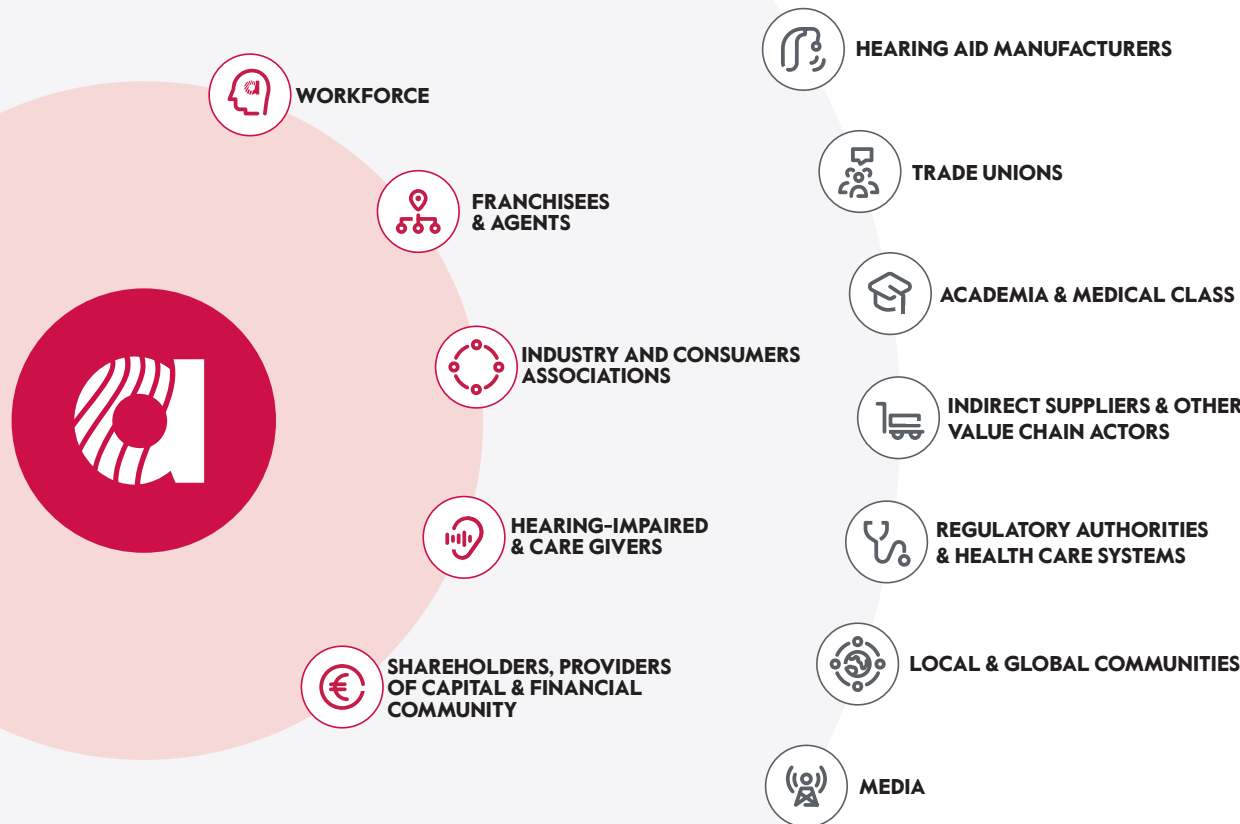 WORKFORCE
FRANCHISEES
& AGENTS
INDUSTRY AND CONSUMERS
ASSOCIATIONS
HEARING-IMPAIRED
& CARE GIVERS
SHAREHOLDERS, PROVIDERS
OF CAPITAL & FINANCIAL
COMMUNITY
HEARING AID MANUFACTURERS
TRADE UNIONS
ACADEMIA & MEDICAL CLASS
INDIRECT SUPPLIERS & OTHER
VALUE CHAIN ACTORS
REGULATORY AUTHORITIES
& HEALTH CARE SYSTEMS
LOCAL & GLOBAL COMMUNITIES
MEDIA